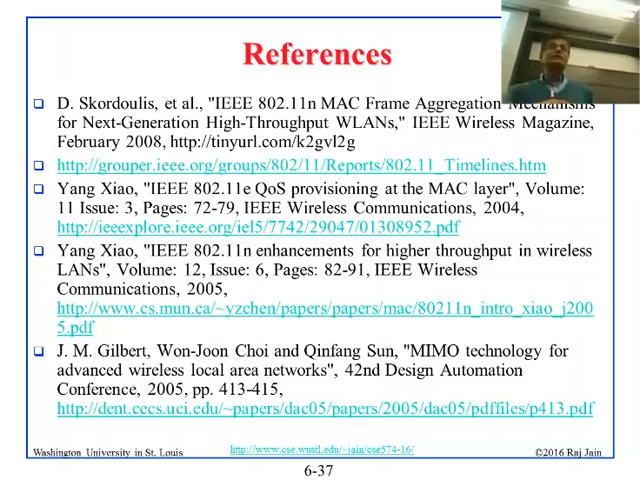 References
D. Skordoulis, et al., "IEEE 802.11n MAC Frame Aggregation Mechanisms
for Next-Generation High-Throughput WLANs," IEEE Wireless Magazine,
February 2008, http://tinyurl.com/k2gvl2g
http://grouper.ieee.org/groups/802/11/Reports/802.11_Timelines.htm
Yang Xiao, "IEEE 802.11e QoS provisioning at the MAC layer", Volume:
11 Issue: 3, Pages: 72-79, IEEE Wireless Communications, 2004,
http://ieeexplore.ieee.org/iel5/7742/29047/01308952.pdf
Yang Xiao, "IEEE 802.11n enhancements for higher throughput in wireless
LANs", Volume: 12, Issue: 6, Pages: 82-91, IEEE Wireless
Communications, 2005,
http://www.cs.mun.ca/~yzchen/papers/papers/mac/80211n_intro_xiao_j200
5.pdf
J. M. Gilbert, Won-Joon Choi and Qinfang Sun, "MIMO technology for
advanced wireless local area networks", 42nd Design Automation
Conference, 2005, pp. 413-415,
http://dent.cecs.uci.edu/~papers/dac05/papers/2005/dac05/pdffiles/p413.pdf
Washington University in St. Louis
http://www.cse.wustl.edu/~jain/cse574-16/
©2016 Raj Jain
6-37